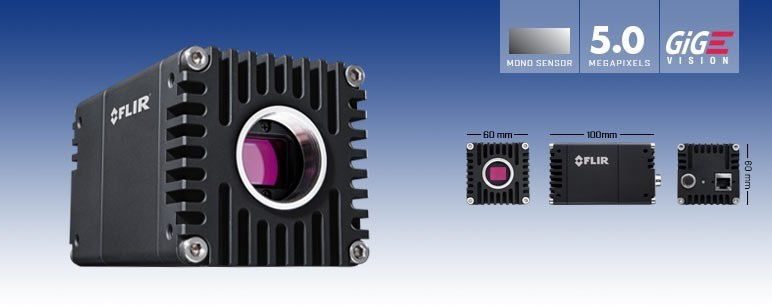 FLIR
MONO SENSOR
5.0
MEGAPIXELS
GiGE
VISION
60 mm
100mm
FLIR
60 mm